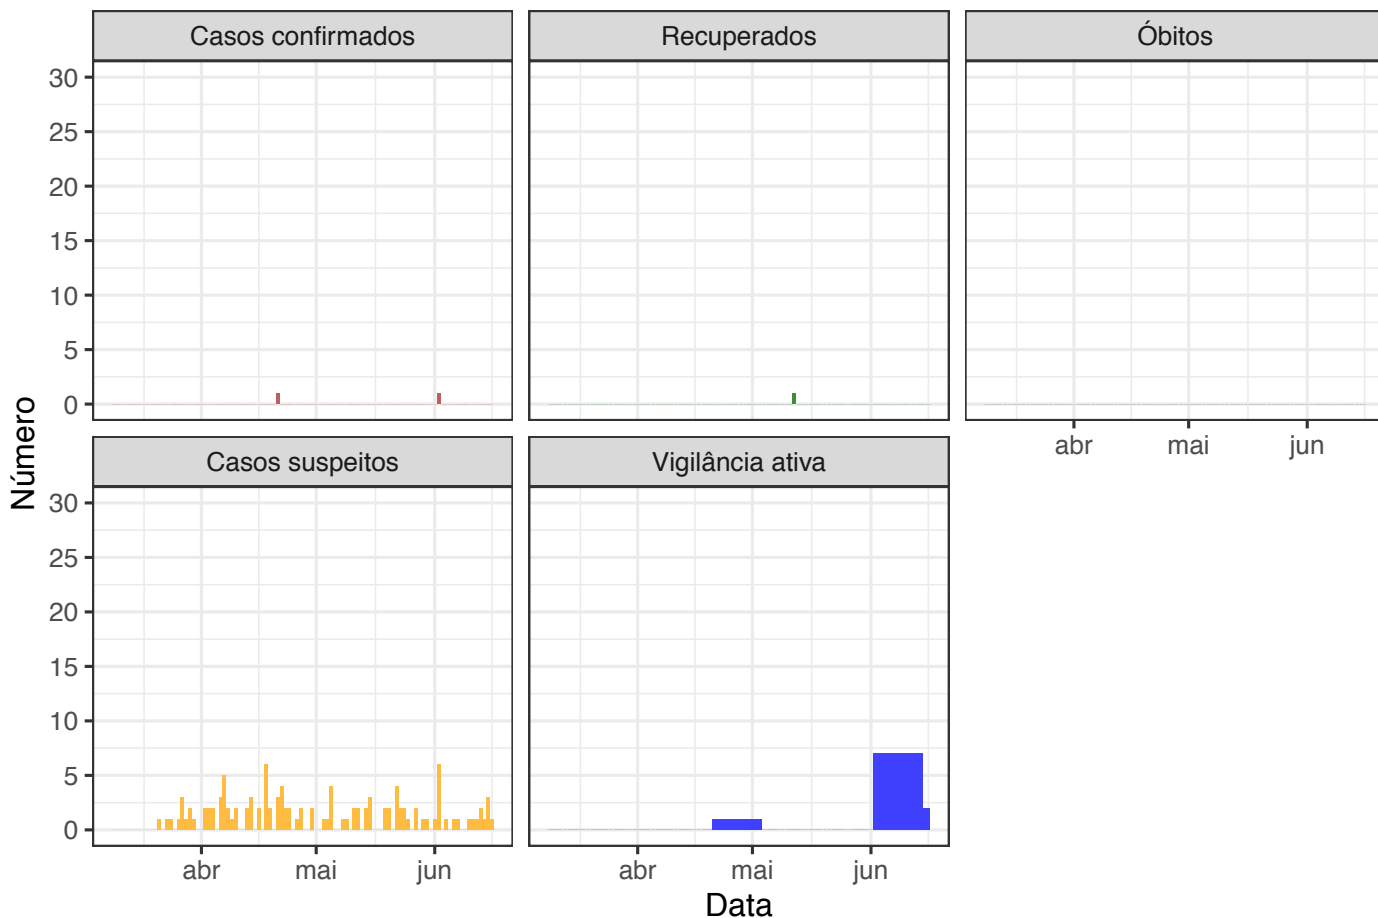 Casos confirmados
Recuperados
Óbitos
30
25
20
15
10
5
0
abr mai jun
Número
Casos suspeitos
Vigilância ativa
30
25
20
15
10
5
0
abr mai jun
abr mai jun
Data